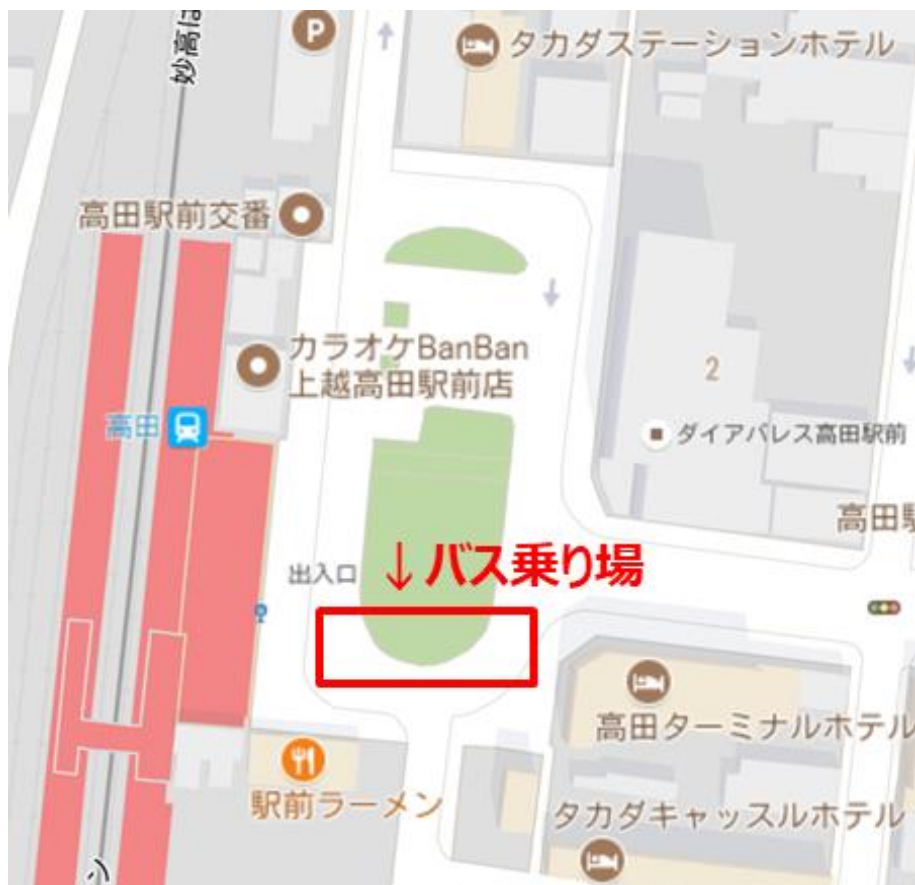 妙高は
P
タカダステーションホテル
高田駅前交番
カラオケBanBan
上越高田駅前店
2
高田
ダイアパレス高田駅前
高田駅
出入口
↓バス乗り場
高田ターミナルホテル
駅前ラーメン
タカダキャッスルホテル
ン